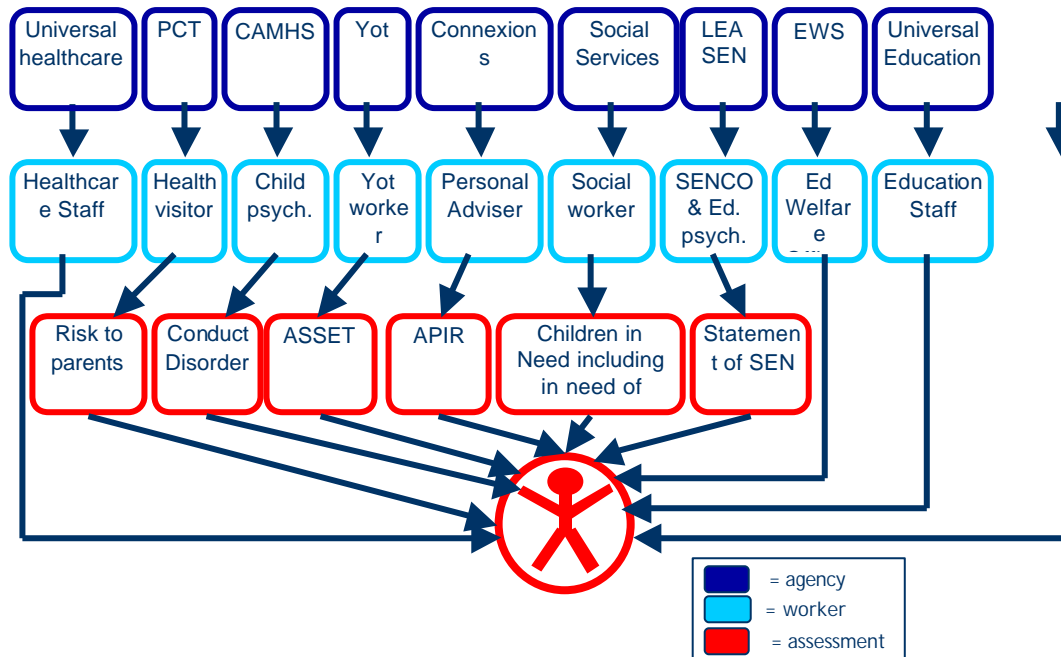 Universal
healthcare
PCT
CAMHS
Yot
Connexion
s
Social
Services
LEA
SEN
EWS
Universal
Education
Healthcar
e Staff
Health
visitor
Child
psych.
Yot
worke
r
Personal
Adviser
Social
worker
SENCO
& Ed.
psych.
Ed
Welfar
e
Education
Staff
Risk to
parents
Conduct
Disorder
ASSET
APIR
Children in
Need including
in need of
Statemen
t of SEN
= agency
= worker
= assessment